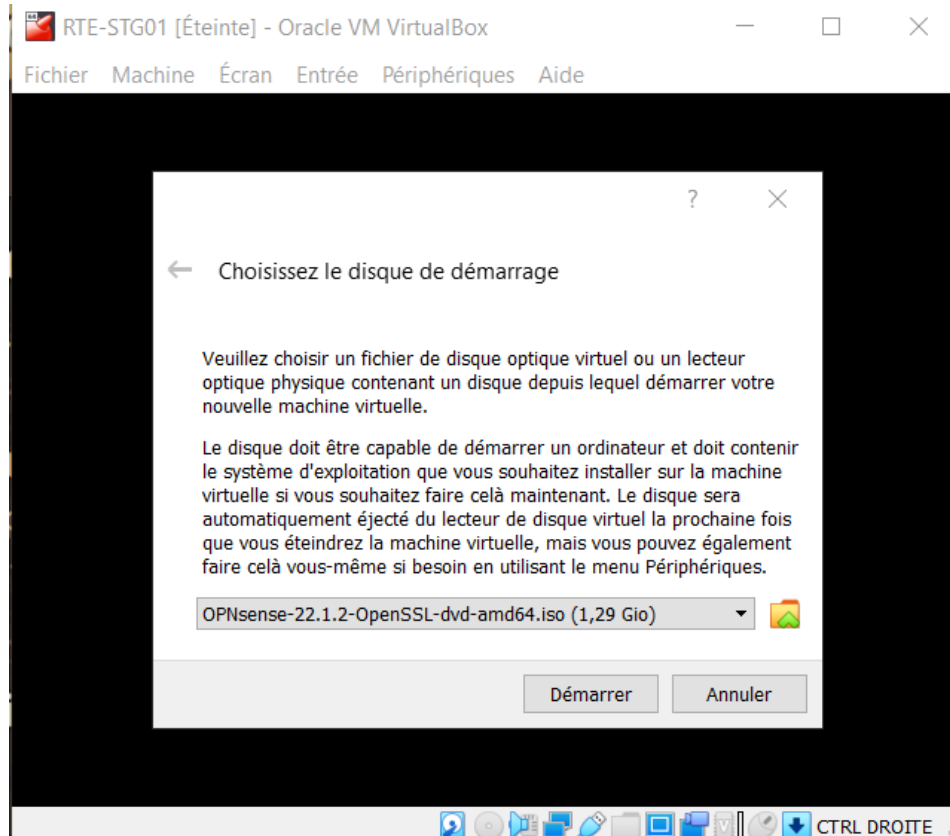 RTE-STG01 [Éteinte] - Oracle VM VirtualBox
Fichier Machine Écran Entrée Périphériques Aide
?
Choisissez le disque de démarrage
Veuillez choisir un fichier de disque optique virtuel ou un lecteur
optique physique contenant un disque depuis lequel démarrer votre
nouvelle machine virtuelle.
Le disque doit être capable de démarrer un ordinateur et doit contenir
le système d'exploitation que vous souhaitez installer sur la machine
virtuelle si vous souhaitez faire celà maintenant. Le disque sera
automatiquement éjecté du lecteur de disque virtuel la prochaine fois
que vous éteindrez la machine virtuelle, mais vous pouvez également
faire celà vous-même si besoin en utilisant le menu Périphériques.
OPNsense-22.1.2-OpenSSL-dvd-amd64.iso (1,29 Gio)
Démarrer Annuler
CTRL DROITE